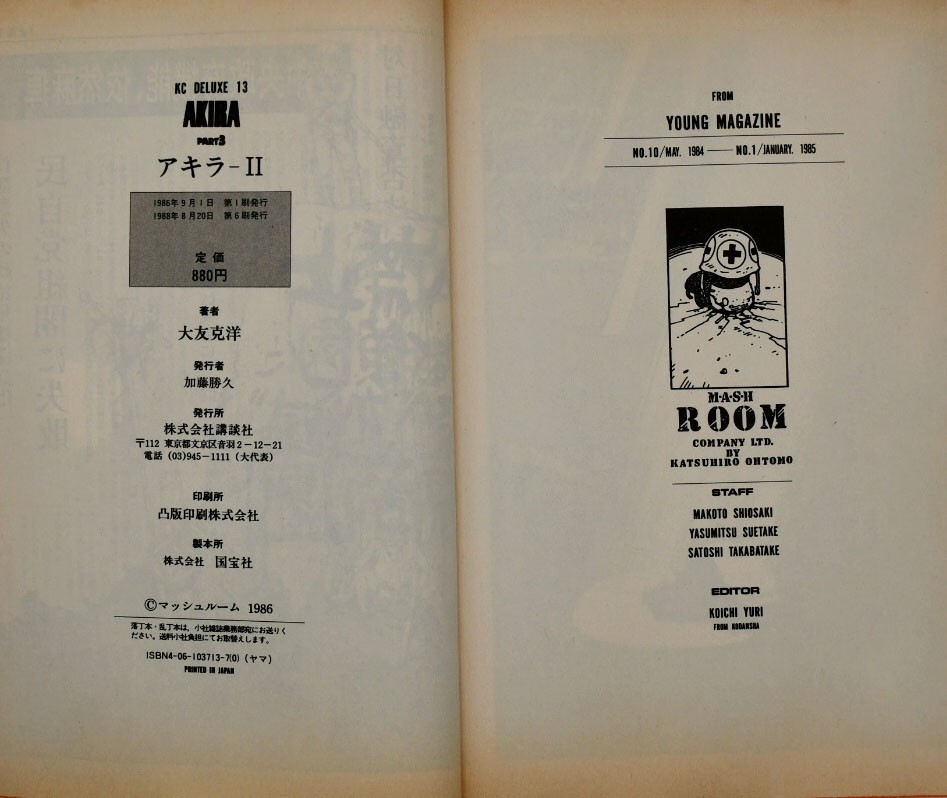 KC DELUXE 13
AKIRA
PART3
アキラ-II
1986年9月1日 第1刷発行
1988年8月20日 第6刷発行
定価
880円
著者
大友克洋
発行者
加藤勝久
発行所
株式会社講談社
〒112 東京都文京区音羽2-12-21
電話 (03)945-1111 (大代表)
印刷所
凸版印刷株式会社
製本所
株式会社 国宝社
©マッシュルーム 1986
落丁本・乱丁本は、小社雑誌業務部宛にお送りく
ださい。送料小社負担にてお取替えします。
ISBN4-06-103713-7(0) (ヤマ)
PRINTED IN JAPAN
FROM
YOUNG MAGAZINE
NO.10/MAY. 1984 — NO.1/JANUARY. 1985
M·A·S·H
ROOM
COMPANY LTD.
BY
KATSUHIRO OHTOMO
STAFF
MAKOTO SHIOSAKI
YASUMITSU SUETAKE
SATOSHI TAKABATAKE
EDITOR
KOICHI YURI
FROM KODANSHA